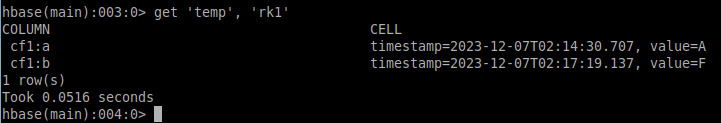 hbase(main):003:0> get 'temp', 'rk1'
COLUMN CELL
cf1:a timestamp=2023-12-07T02:14:30.707, value=A
cf1:b timestamp=2023-12-07T02:17:19.137, value=F
1 row(s)
Took 0.0516 seconds
hbase(main):004:0>